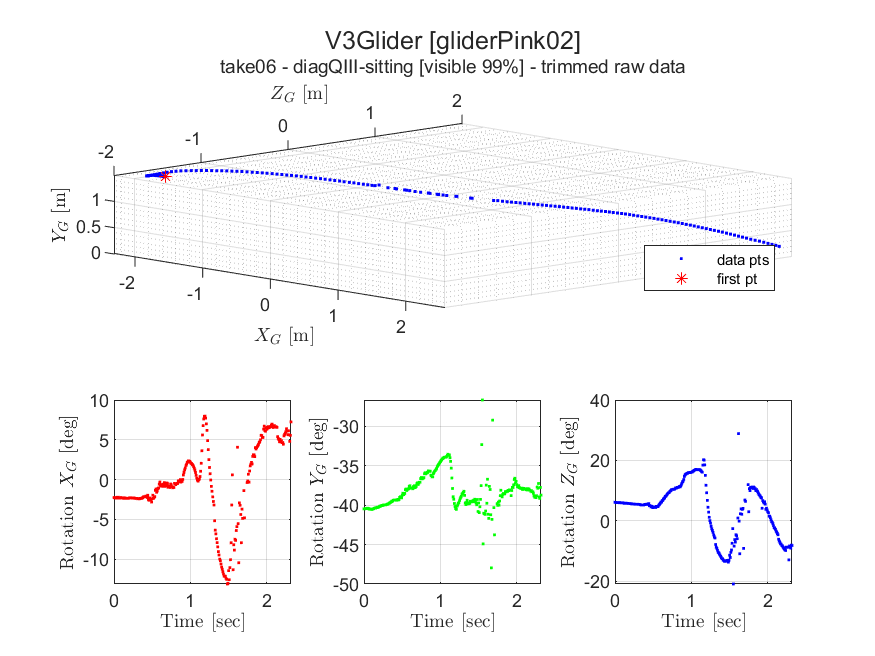 V3Glider [gliderPink02]
take06 - diagQIII-sitting [visible 99%] - trimmed raw data
Z_G [m]
-2 -1 0 1 2
Y_G [m]
1
0.5
0
-2 -1 0 1 2
X_G [m]
data pts
first pt
Rotation X_G [deg]
10
5
0
-5
-10
0 1 2
Time [sec]
Rotation Y_G [deg]
-30
-35
-40
-45
-50
0 1 2
Time [sec]
Rotation Z_G [deg]
40
20
0
-20
0 1 2
Time [sec]